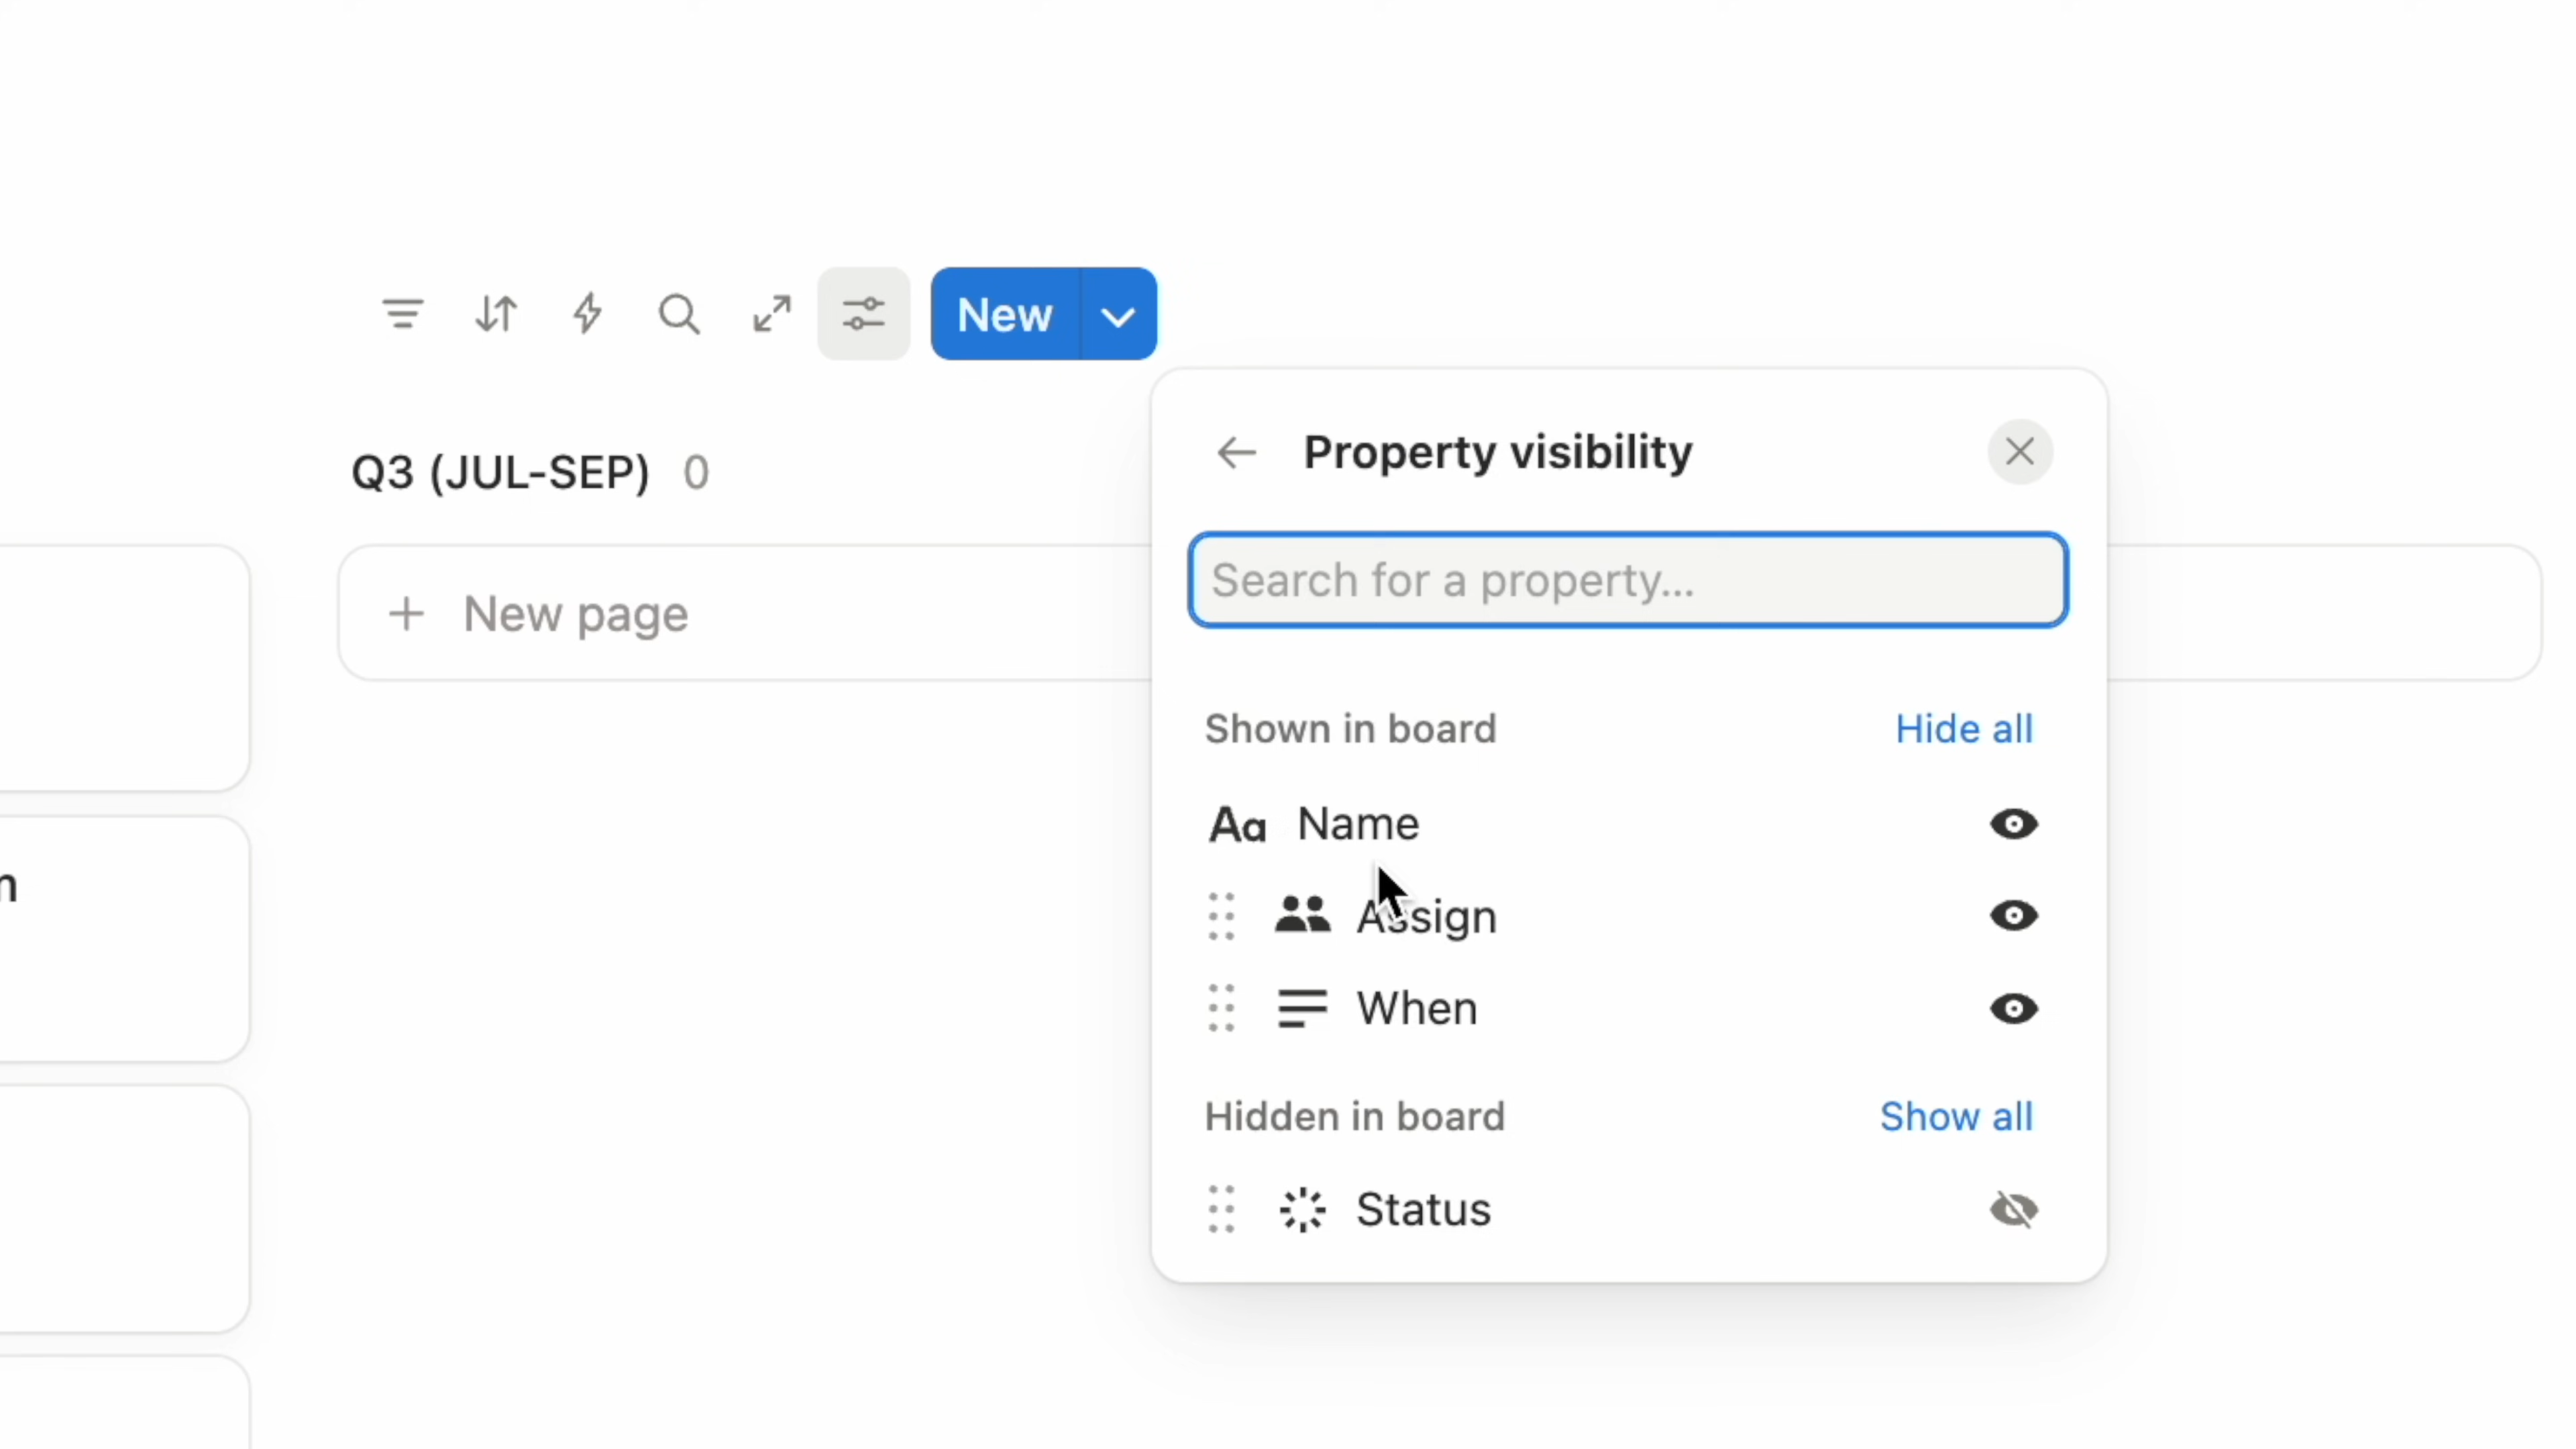 New
Q3 (JUL-SEP) 0
+ New page
Property visibility
Search for a property...
Shown in board Hide all
Aa Name
Assign
When
Hidden in board Show all
Status